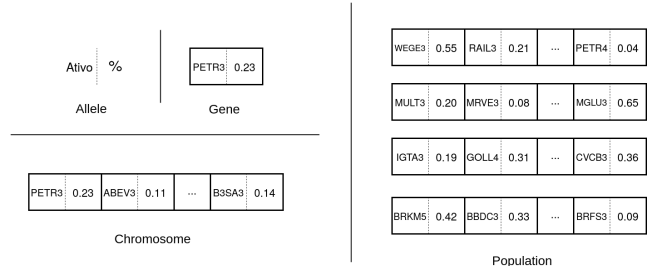 Ativo %
Allele
PETR3 0.23
Gene
PETR3 0.23 ABEV3 0.11 ... B3SA3 0.14
Chromosome
WEGE3 0.55 RAIL3 0.21 ... PETR4 0.04
MULT3 0.20 MRVE3 0.08 ... MGLU3 0.65
IGTA3 0.19 GOLL4 0.31 ... CVCB3 0.36
BRKM5 0.42 BBDC3 0.33 ... BRFS3 0.09
Population